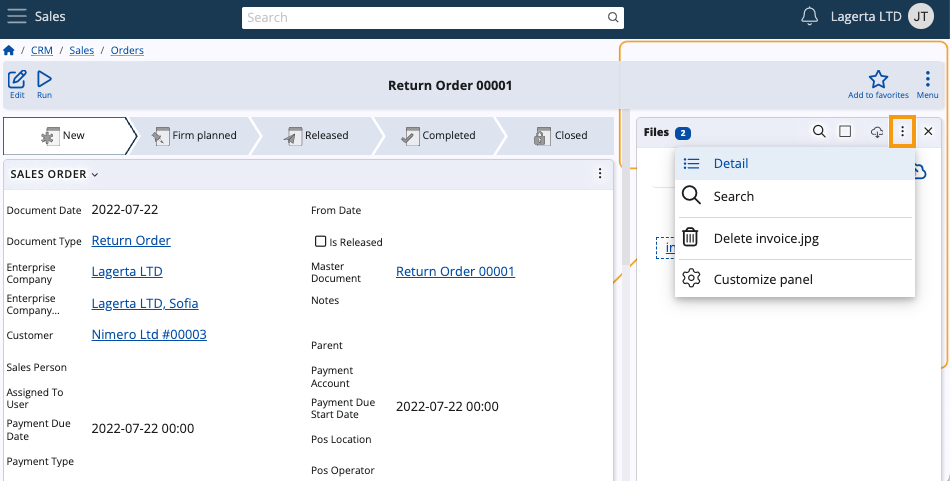 Sales
Search
Lagerta LTD
JT
/ CRM / Sales / Orders
Edit
Run
Return Order 00001
Add to favorites
Menu
New
Firm planned
Released
Completed
Closed
SALES ORDER
Document Date
2022-07-22
From Date
Document Type
Return Order
Is Released
Enterprise
Company
Lagerta LTD
Master
Document
Return Order 00001
Enterprise
Company...
Lagerta LTD, Sofia
Notes
Customer
Nimero Ltd #00003
Parent
Sales Person
Payment
Account
Assigned To
User
Payment Due
Start Date
2022-07-22 00:00
Payment Due
Date
2022-07-22 00:00
Pos Location
Payment Type
Pos Operator
Files 2
Detail
Search
Delete invoice.jpg
Customize panel